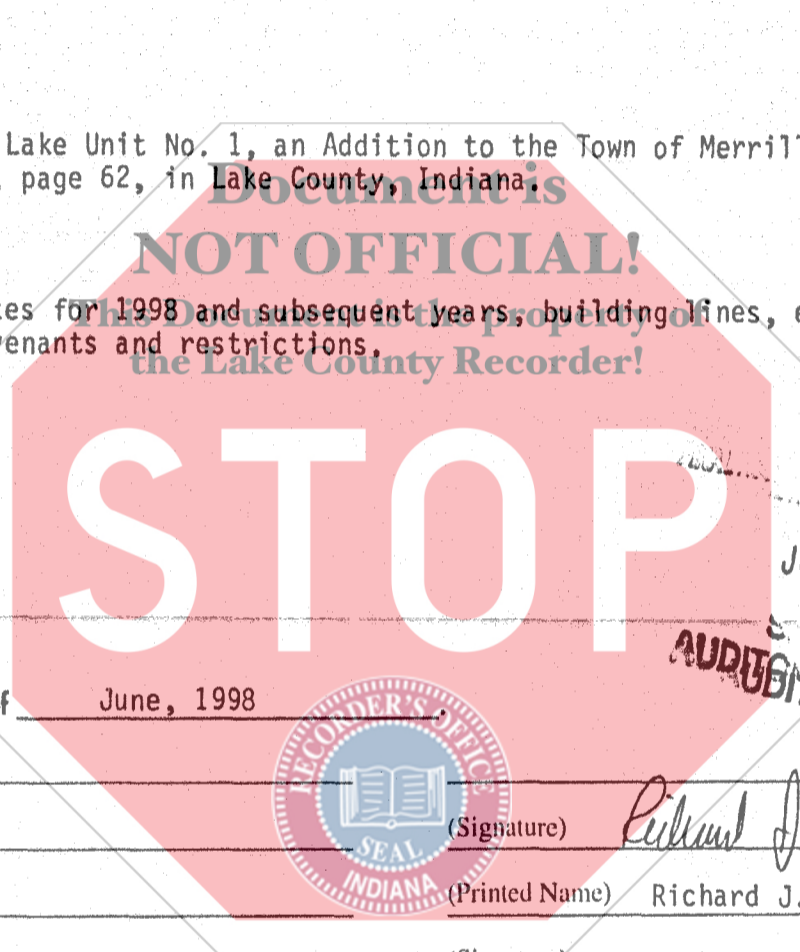 Lake Unit No. 1, an Addition to the Town of Merrill
page 62, in Lake County, Indiana.
Document is
NOT OFFICIAL!
es for 1998 and subsequent years, building lines, e
This Document is the property of
enants and restrictions.
the Lake County Recorder!
STOP
June, 1998
RECORDER'S OFFICE
SEAL
INDIANA
(Signature) Richard J
(Printed Name) Richard J.